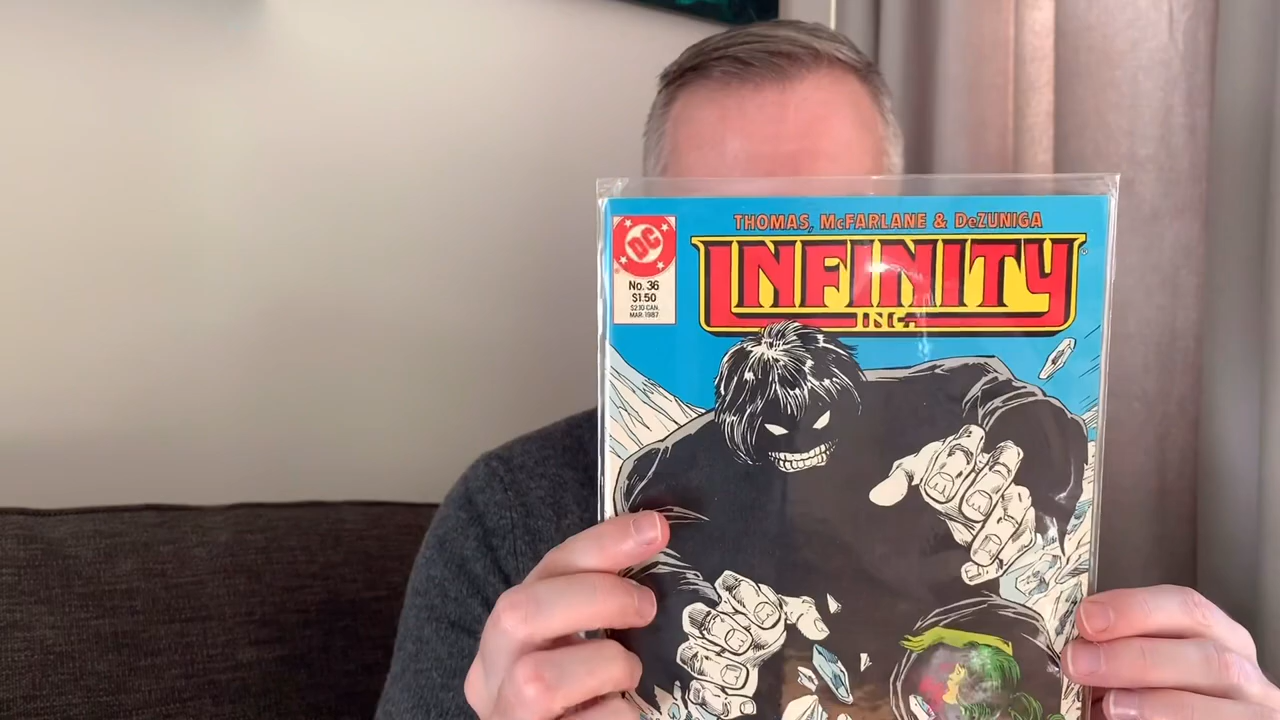 THOMAS, McFARLANE & DeZUNIGA
DC
No. 36
$1.50
$2.10 CAN.
MAR. 1987
INFINITY
INC.